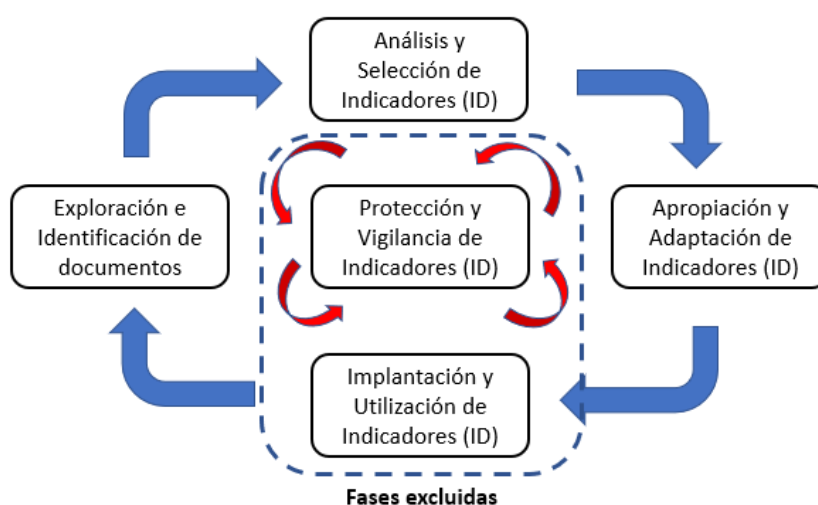 Análisis y
Selección de
Indicadores (ID)
Exploración e
Identificación de
documentos
Protección y
Vigilancia de
Indicadores (ID)
Apropiación y
Adaptación de
Indicadores (ID)
Implantación y
Utilización de
Indicadores (ID)
Fases excluidas